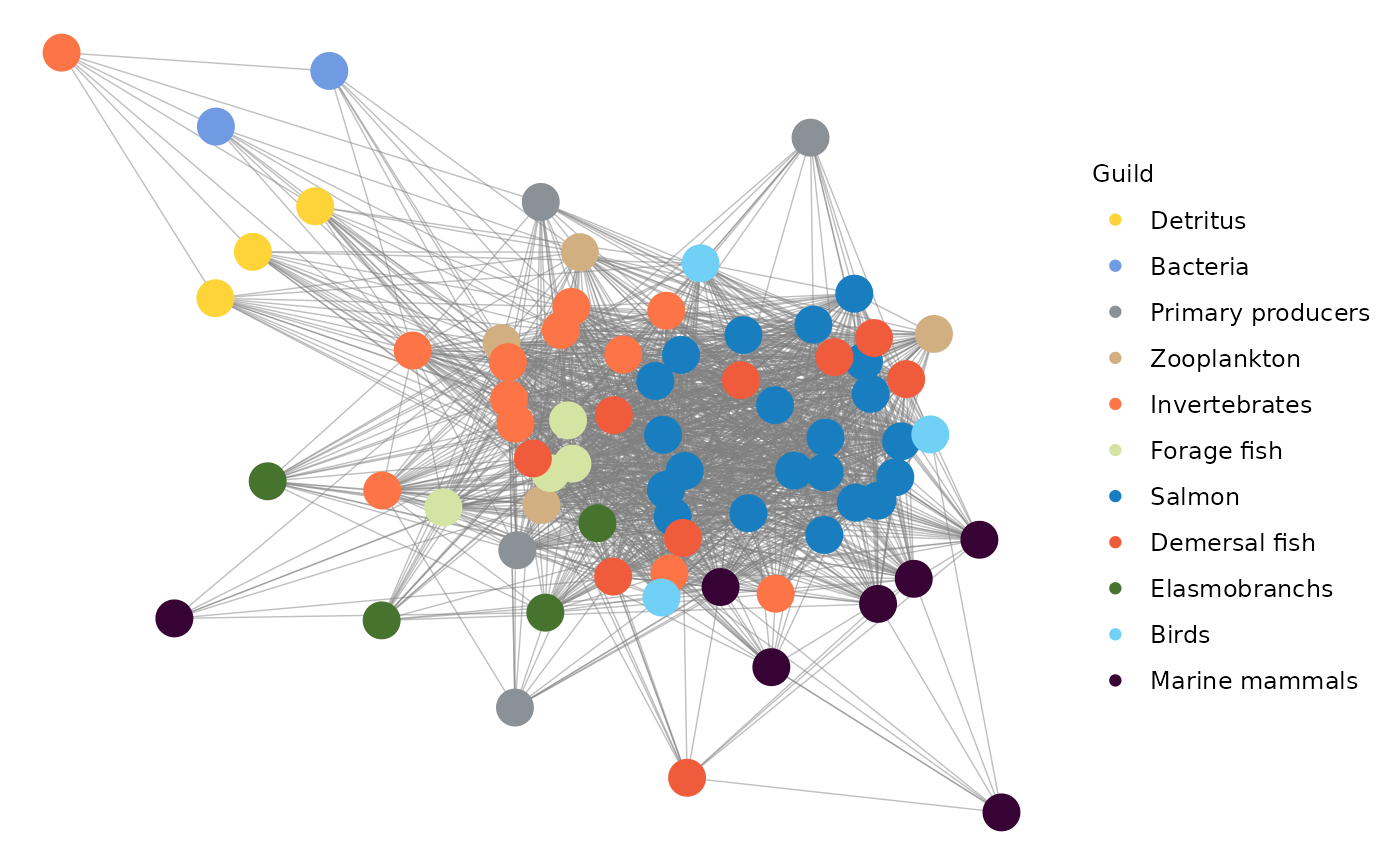 Guild
Detritus
Bacteria
Primary producers
Zooplankton
Invertebrates
Forage fish
Salmon
Demersal fish
Elasmobranchs
Birds
Marine mammals